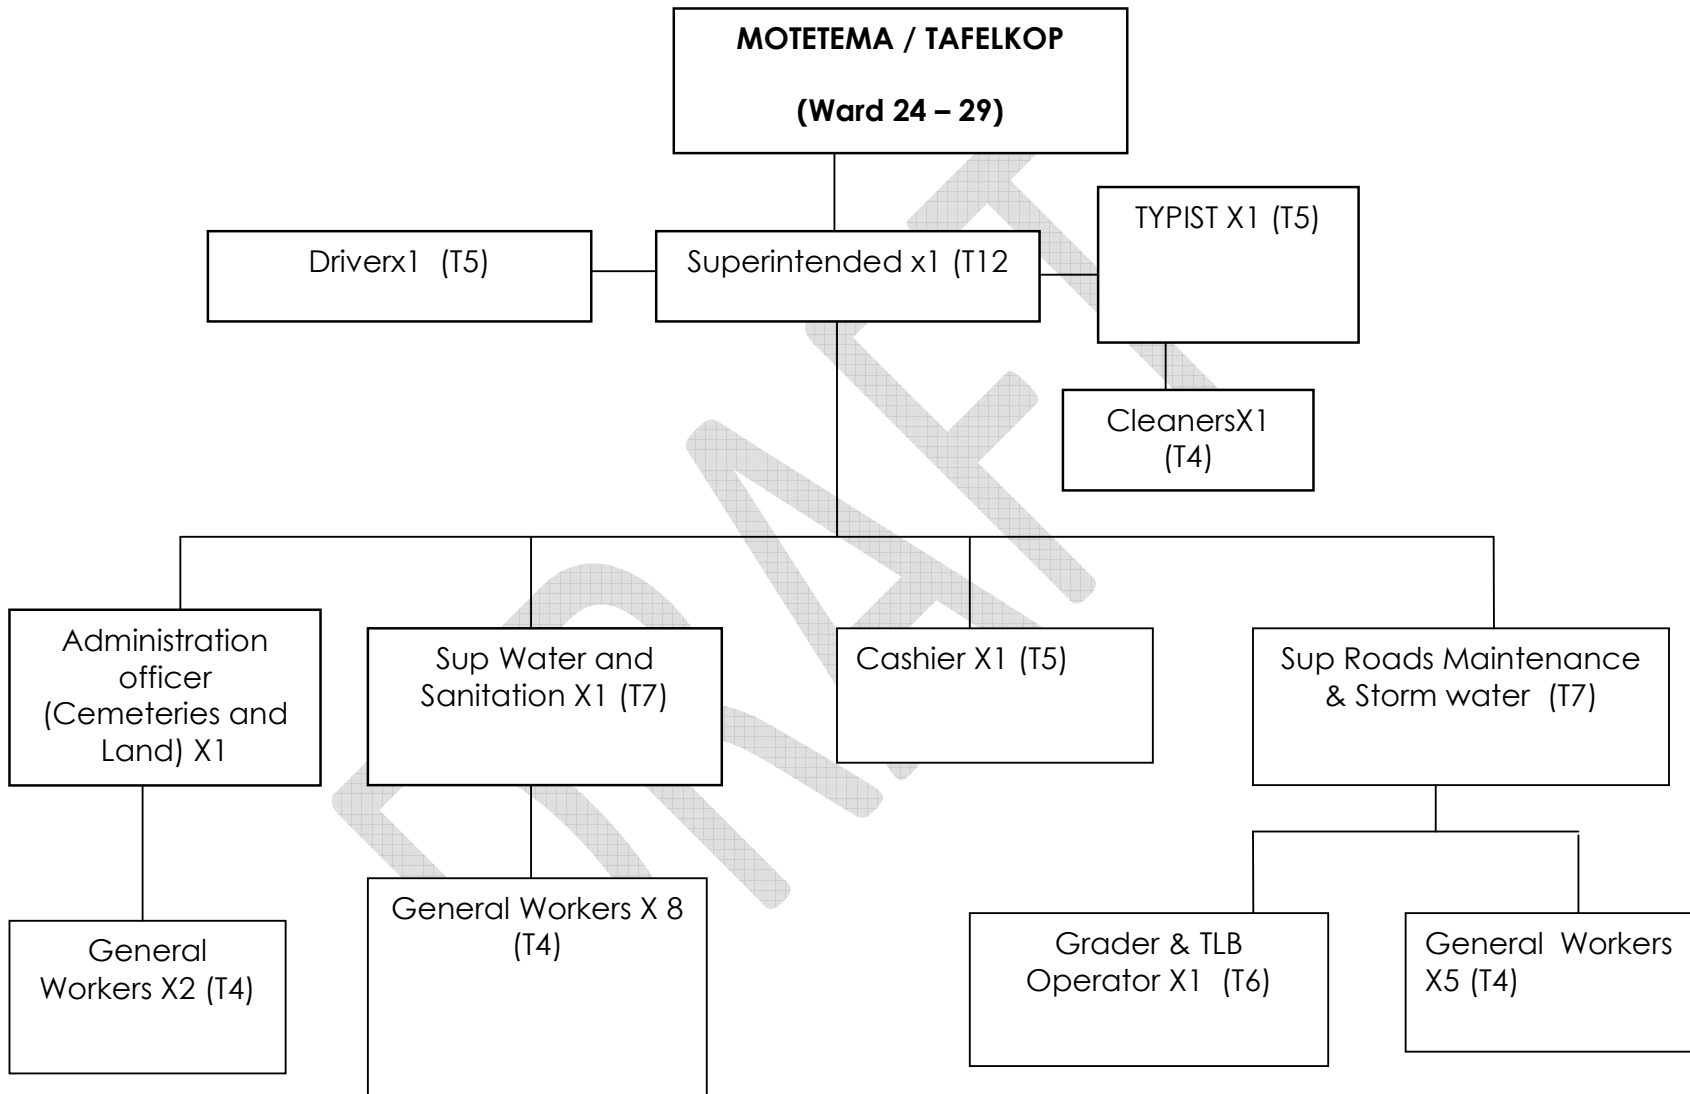 MOTETEMA / TAFELKOP
(Ward 24 – 29)
Driverx1 (T5)
Superintended x1 (T12
TYPIST X1 (T5)
CleanersX1
(T4)
Administration
officer
(Cemeteries and
Land) X1
Sup Water and
Sanitation X1 (T7)
Cashier X1 (T5)
Sup Roads Maintenance
& Storm water (T7)
General
Workers X2 (T4)
General Workers X 8
(T4)
Grader & TLB
Operator X1 (T6)
General Workers
X5 (T4)
DRAFT